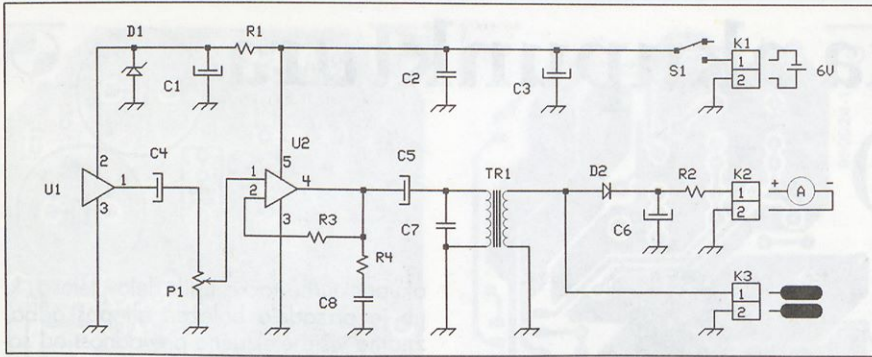 D1
R1
C1
C2
C3
S1
K1
1
2
6V
U1
2
1
3
C4
P1
U2
1
2
5
4
3
R3
R4
C8
C5
C7
TR1
D2
C6
R2
K2
1
2
+
A
-
K3
1
2